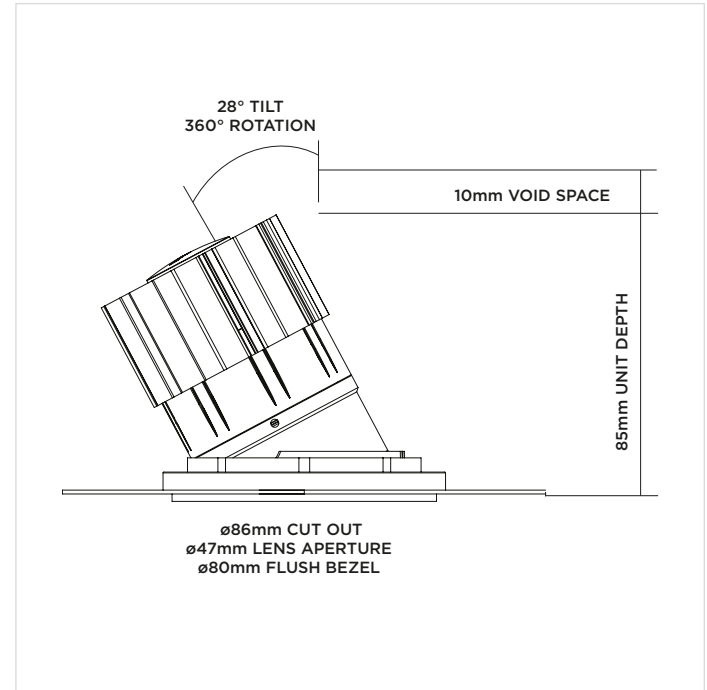 28° TILT
360° ROTATION
10mm VOID SPACE
85mm UNIT DEPTH
ø86mm CUT OUT
ø47mm LENS APERTURE
ø80mm FLUSH BEZEL